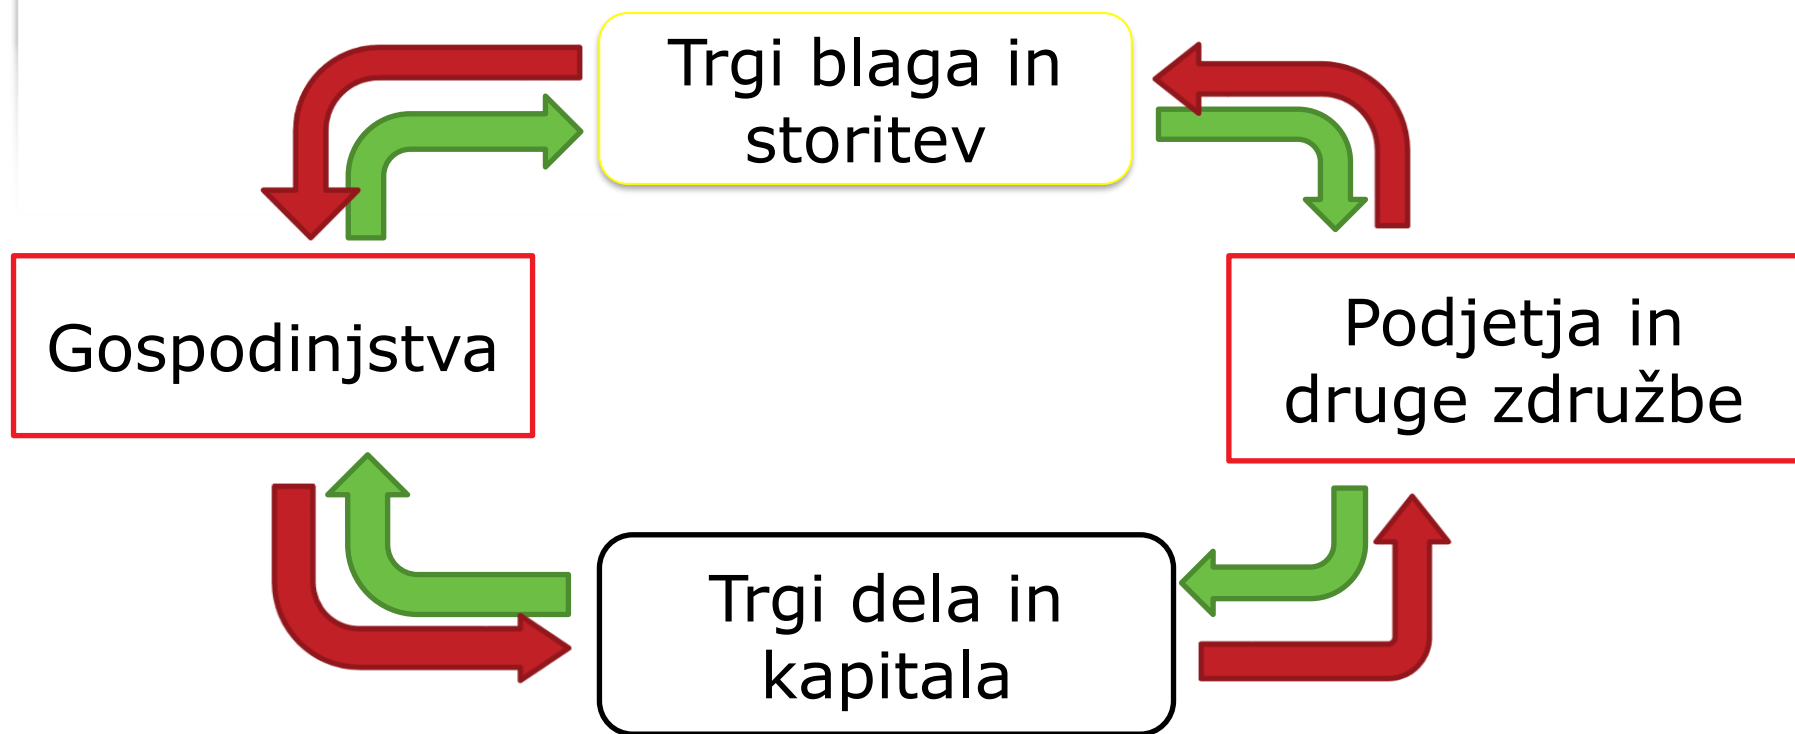 Trgi blaga in
storitev
Gospodinjstva
Podjetja in
druge združbe
Trgi dela in
kapitala